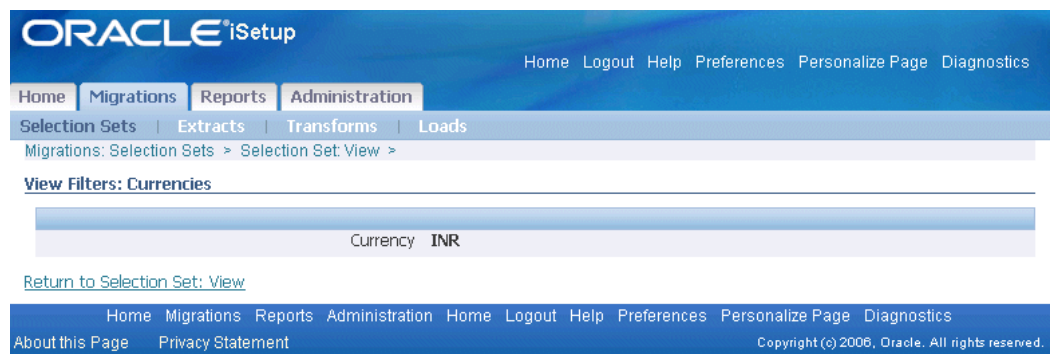 ORACLE® iSetup
Home Logout Help Preferences Personalize Page Diagnostics
Home Migrations Reports Administration
Selection Sets | Extracts | Transforms | Loads
Migrations: Selection Sets > Selection Set: View >
View Filters: Currencies
Currency INR
Return to Selection Set: View
Home Migrations Reports Administration Home Logout Help Preferences Personalize Page Diagnostics
About this Page Privacy Statement Copyright (c) 2006, Oracle. All rights reserved.